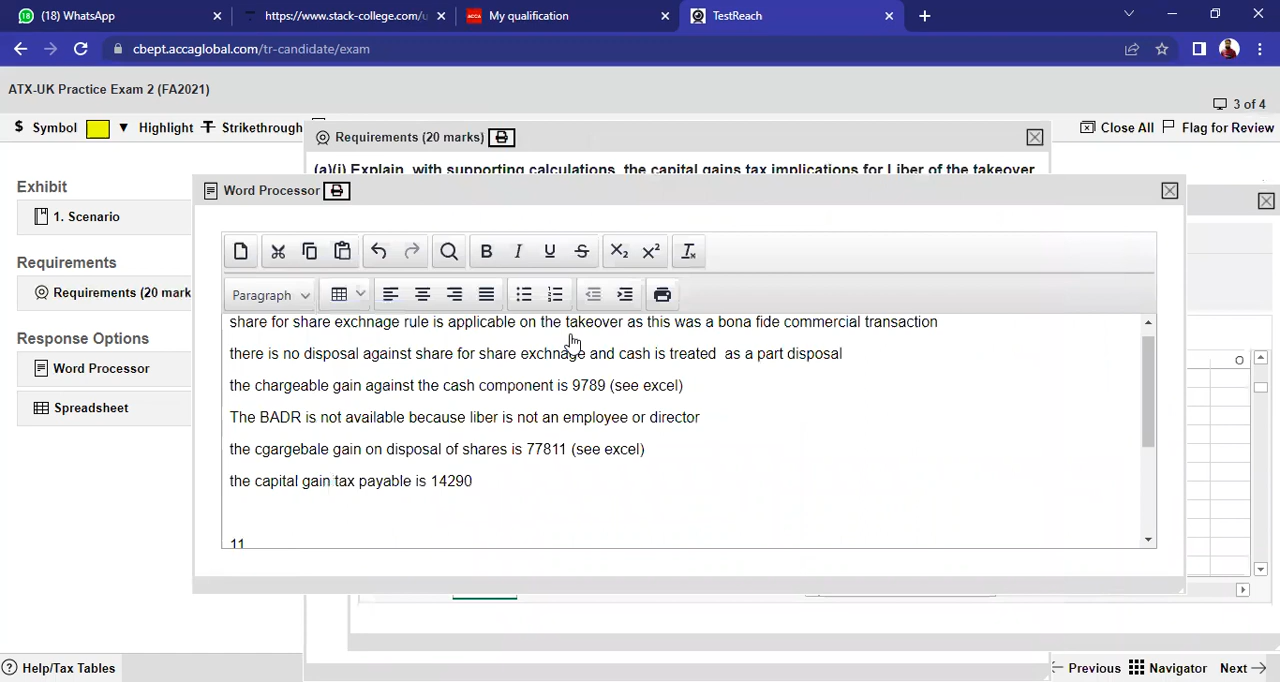 (18) WhatsApp
https://www.stack-college.com/u
ACCA My qualification
TestReach
cbept.accaglobal.com/tr-candidate/exam
ATX-UK Practice Exam 2 (FA2021)
3 of 4
$ Symbol Highlight Strikethrough
Close All Flag for Review
Requirements (20 marks)
(a)(i) Explain, with supporting calculations, the capital gains tax implications for Liber of the takeover
Exhibit
1. Scenario
Requirements
Requirements (20 mark
Response Options
Word Processor
Spreadsheet
Word Processor
Paragraph
share for share exchnage rule is applicable on the takeover as this was a bona fide commercial transaction
there is no disposal against share for share exchnage and cash is treated as a part disposal
the chargeable gain against the cash component is 9789 (see excel)
The BADR is not available because liber is not an employee or director
the cgargebale gain on disposal of shares is 77811 (see excel)
the capital gain tax payable is 14290
11
Help/Tax Tables
Previous Navigator Next